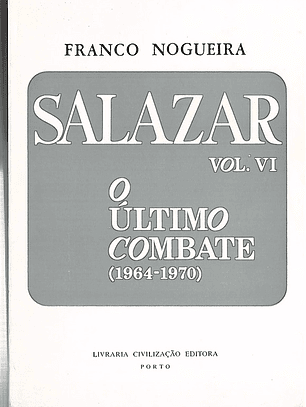 FRANCO NOGUEIRA
SALAZAR
VOL. VI
O
ÚLTIMO
COMBATE
(1964-1970)
LIVRARIA CIVILIZAÇÃO EDITORA
PORTO